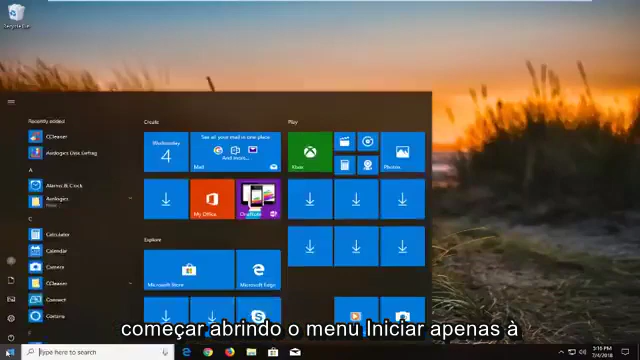 Recycle Bin
Recently added
CCleaner
Auslogics Disk Defrag
A
Alarms & Clock
Auslogics
New
C
Calculator
Calendar
Camera
CCleaner
Connect
Cortana
Create
Wednesday
4
See all your mail in one place.
And more...
Mail
My Office
OneNote
Explore
Microsoft Store
Microsoft Edge
Play
Xbox
Photos
começar abrindo o menu Iniciar apenas à
Type here to search
5:16 PM
7/4/2018